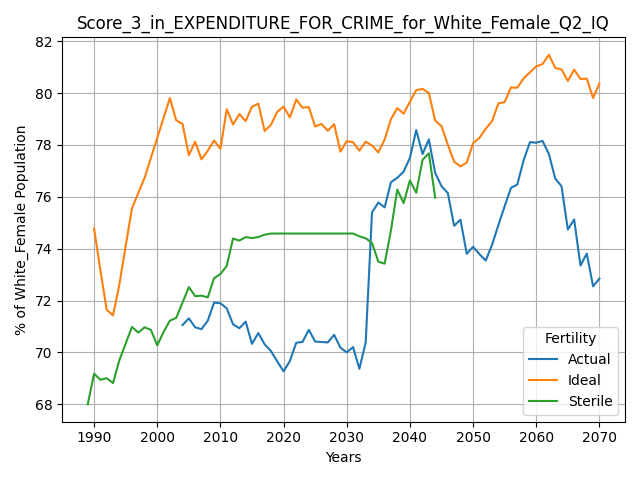 Score_3_in_EXPENDITURE_FOR_CRIME_for_White_Female_Q2_IQ
% of White_Female Population
82
80
78
76
74
72
70
68
1990
2000
2010
2020
2030
2040
2050
2060
2070
Years
Fertility
Actual
Ideal
Sterile